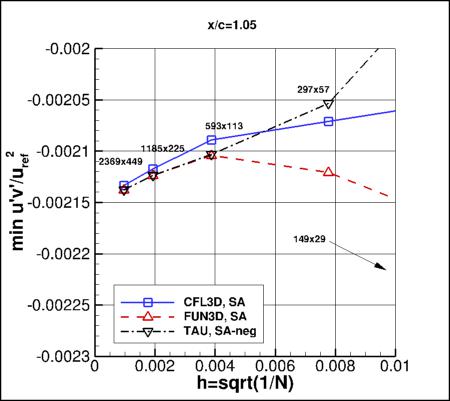 x/c=1.05
min u'v'/u_ref^2
-0.002
-0.00205
-0.0021
-0.00215
-0.0022
-0.00225
-0.0023
297x57
593x113
1185x225
2369x449
149x29
CFL3D, SA
FUN3D, SA
TAU, SA-neg
0
0.002
0.004
0.006
0.008
0.01
h=sqrt(1/N)